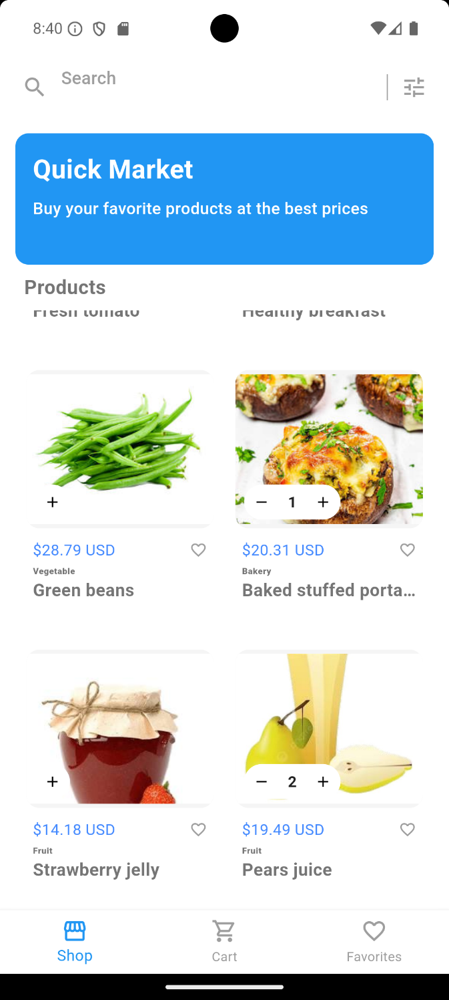 8:40
Search
Quick Market
Buy your favorite products at the best prices
Products
Fresh tomato
Healthy breakfast
1
$28.79 USD
$20.31 USD
Vegetable
Bakery
Green beans
Baked stuffed porta…
2
$14.18 USD
$19.49 USD
Fruit
Fruit
Strawberry jelly
Pears juice
Shop
Cart
Favorites